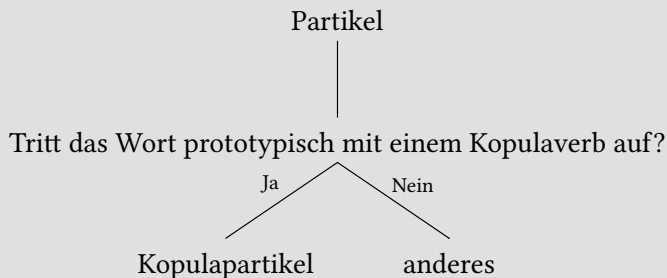 Partikel
Tritt das Wort prototypisch mit einem Kopulaverb auf?
Ja
Nein
Kopulapartikel
anderes